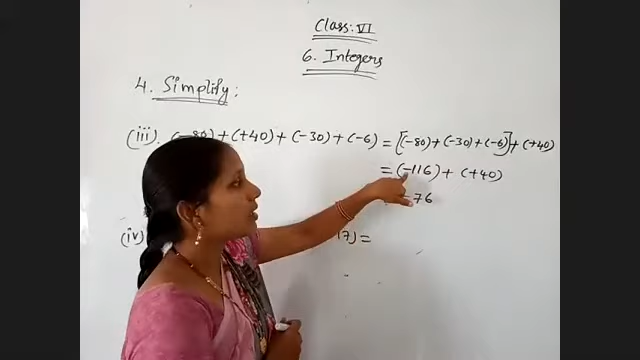 Class: VI
6. Integers
4. Simplify:
(iii). (-80) + (+40) + (-30) + (-6) = [(-80) + (-30) + (-6)] + (+40)
= (-116) + (+40)
- 76
(iv) 7) =